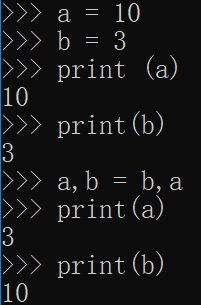 >>> a = 10
>>> b = 3
>>> print (a)
10
>>> print(b)
3
>>> a,b = b,a
>>> print(a)
3
>>> print(b)
10